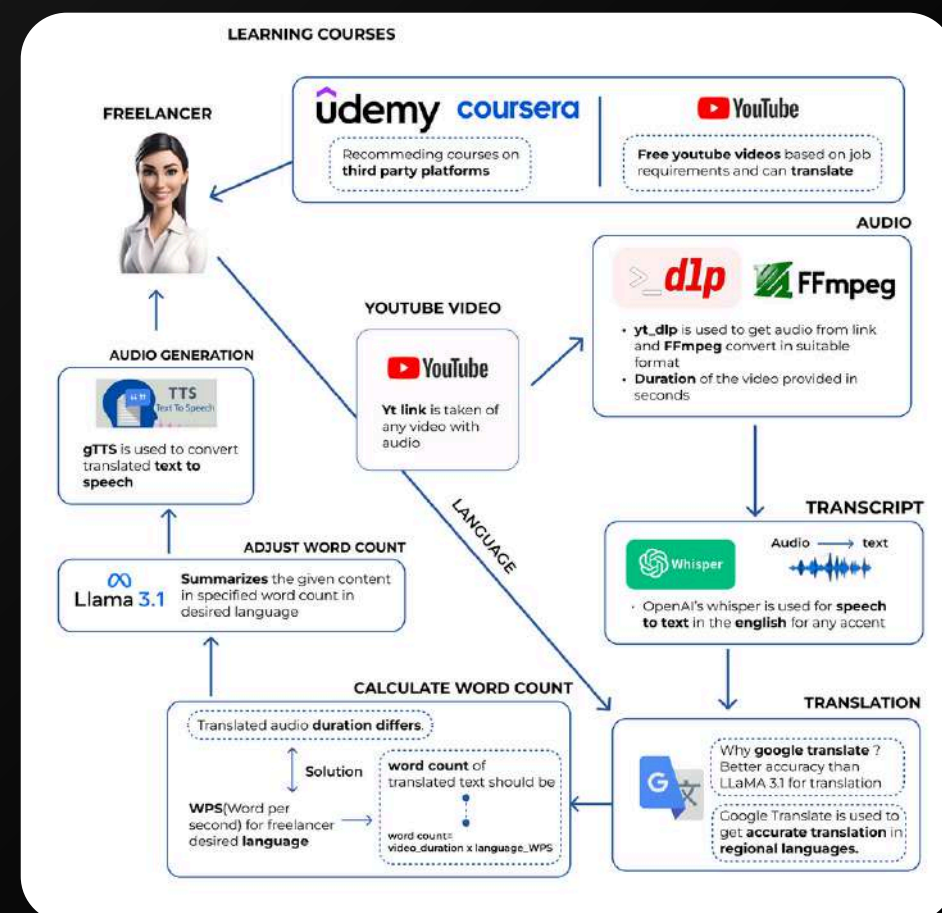 LEARNING COURSES
FREELANCER
ûdemy coursera
YouTube
Recommeding courses on
third party platforms
Free youtube videos based on job
requirements and can translate
AUDIO
>_ dlp
FFmpeg
• yt_dlp is used to get audio from link
and FFmpeg convert in suitable
format
• Duration of the video provided in
seconds
YOUTUBE VIDEO
YouTube
Yt link is taken of
any video with
audio
AUDIO GENERATION
TTS
Text To Speech
gTTS is used to convert
translated text to
speech
LANGUAGE
TRANSCRIPT
Whisper
Audio → text
• OpenAI's whisper is used for speech
to text in the english for any accent
ADJUST WORD COUNT
Llama 3.1
Summarizes the given content
in specified word count in
desired language
CALCULATE WORD COUNT
Translated audio duration differs.
Solution
WPS(Word per
second) for freelancer
desired language
word count of
translated text should be
word count=
video_duration x language_WPS
TRANSLATION
G 文
Why google translate ?
Better accuracy than
LLaMA 3.1 for translation
Google Translate is used to
get accurate translation in
regional languages.